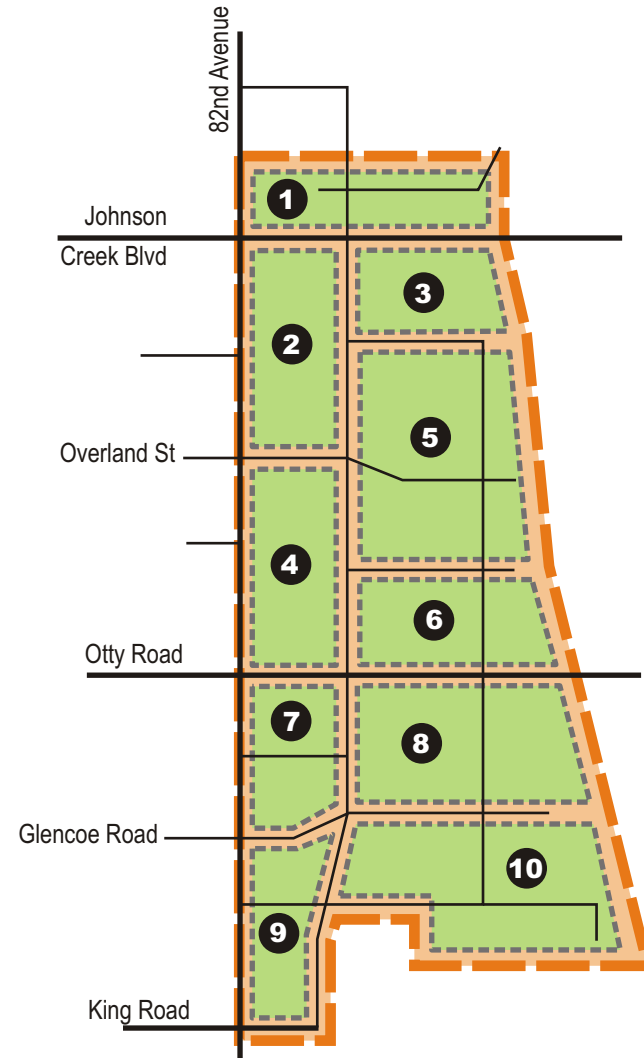 82nd Avenue
1
Johnson
Creek Blvd
3
2
5
Overland St
4
6
Otty Road
7
8
Glencoe Road
10
9
King Road